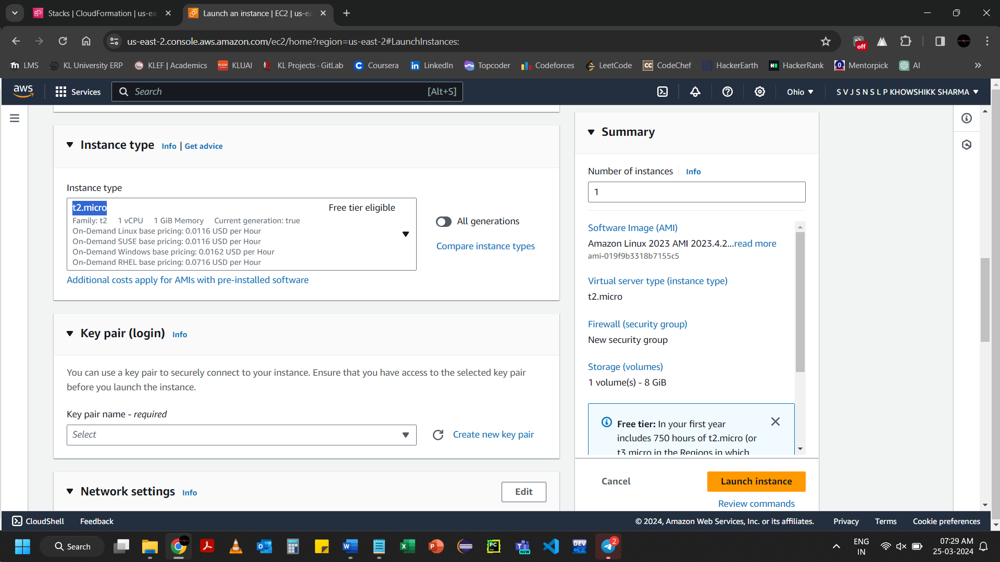 Stacks | CloudFormation | us-ea
Launch an instance | EC2 | us-ea
us-east-2.console.aws.amazon.com/ec2/home?region=us-east-2#LaunchInstances:
off
LMS
KL University ERP
KLEF | Academics
KLUAI
KL Projects · GitLab
Coursera
LinkedIn
Topcoder
Codeforces
LeetCode
CodeChef
HackerEarth
HackerRank
Mentorpick
AI
aws
Services
Search
[Alt+S]
Ohio
S V J S N S L P KHOWSHIKK SHARMA
Instance type Info | Get advice
Instance type
t2.micro Free tier eligible
Family: t2 1 vCPU 1 GiB Memory Current generation: true
On-Demand Linux base pricing: 0.0116 USD per Hour
On-Demand SUSE base pricing: 0.0116 USD per Hour
On-Demand Windows base pricing: 0.0162 USD per Hour
On-Demand RHEL base pricing: 0.0716 USD per Hour
All generations
Compare instance types
Additional costs apply for AMIs with pre-installed software
Key pair (login) Info
You can use a key pair to securely connect to your instance. Ensure that you have access to the selected key pair
before you launch the instance.
Key pair name - required
Select
Create new key pair
Network settings Info
Edit
Summary
Number of instances Info
1
Software Image (AMI)
Amazon Linux 2023 AMI 2023.4.2...read more
ami-019f9b3318b7155c5
Virtual server type (instance type)
t2.micro
Firewall (security group)
New security group
Storage (volumes)
1 volume(s) - 8 GiB
Free tier: In your first year
includes 750 hours of t2.micro (or
t3.micro in the Regions in which
Cancel
Launch instance
Review commands
CloudShell
Feedback
© 2024, Amazon Web Services, Inc. or its affiliates.
Privacy
Terms
Cookie preferences
Search
NEW
DEV
2
ENG
IN
07:29 AM
25-03-2024